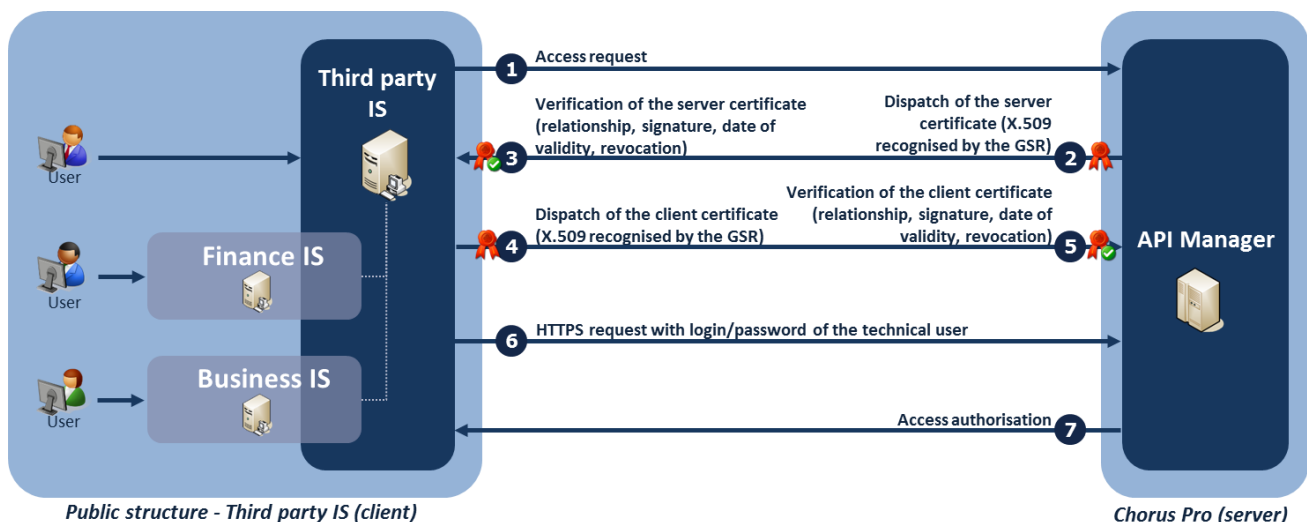 Third party
IS
User
Finance IS
User
Business IS
User
1
Access request
Verification of the server certificate
(relationship, signature, date of
validity, revocation)
3
Dispatch of the server
certificate (X.509
recognised by the GSR)
2
Dispatch of the client certificate
(X.509 recognised by the GSR)
4
Verification of the client certificate
(relationship, signature, date of
validity, revocation)
5
6
HTTPS request with login/password of the technical user
Access authorisation
7
API Manager
Public structure - Third party IS (client)
Chorus Pro (server)